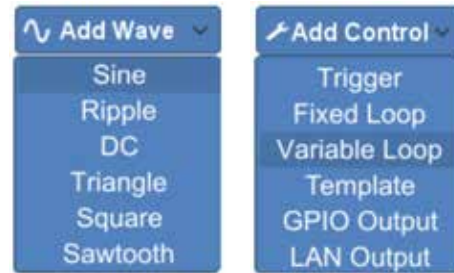 Add Wave
Sine
Ripple
DC
Triangle
Square
Sawtooth
Add Control
Trigger
Fixed Loop
Variable Loop
Template
GPIO Output
LAN Output